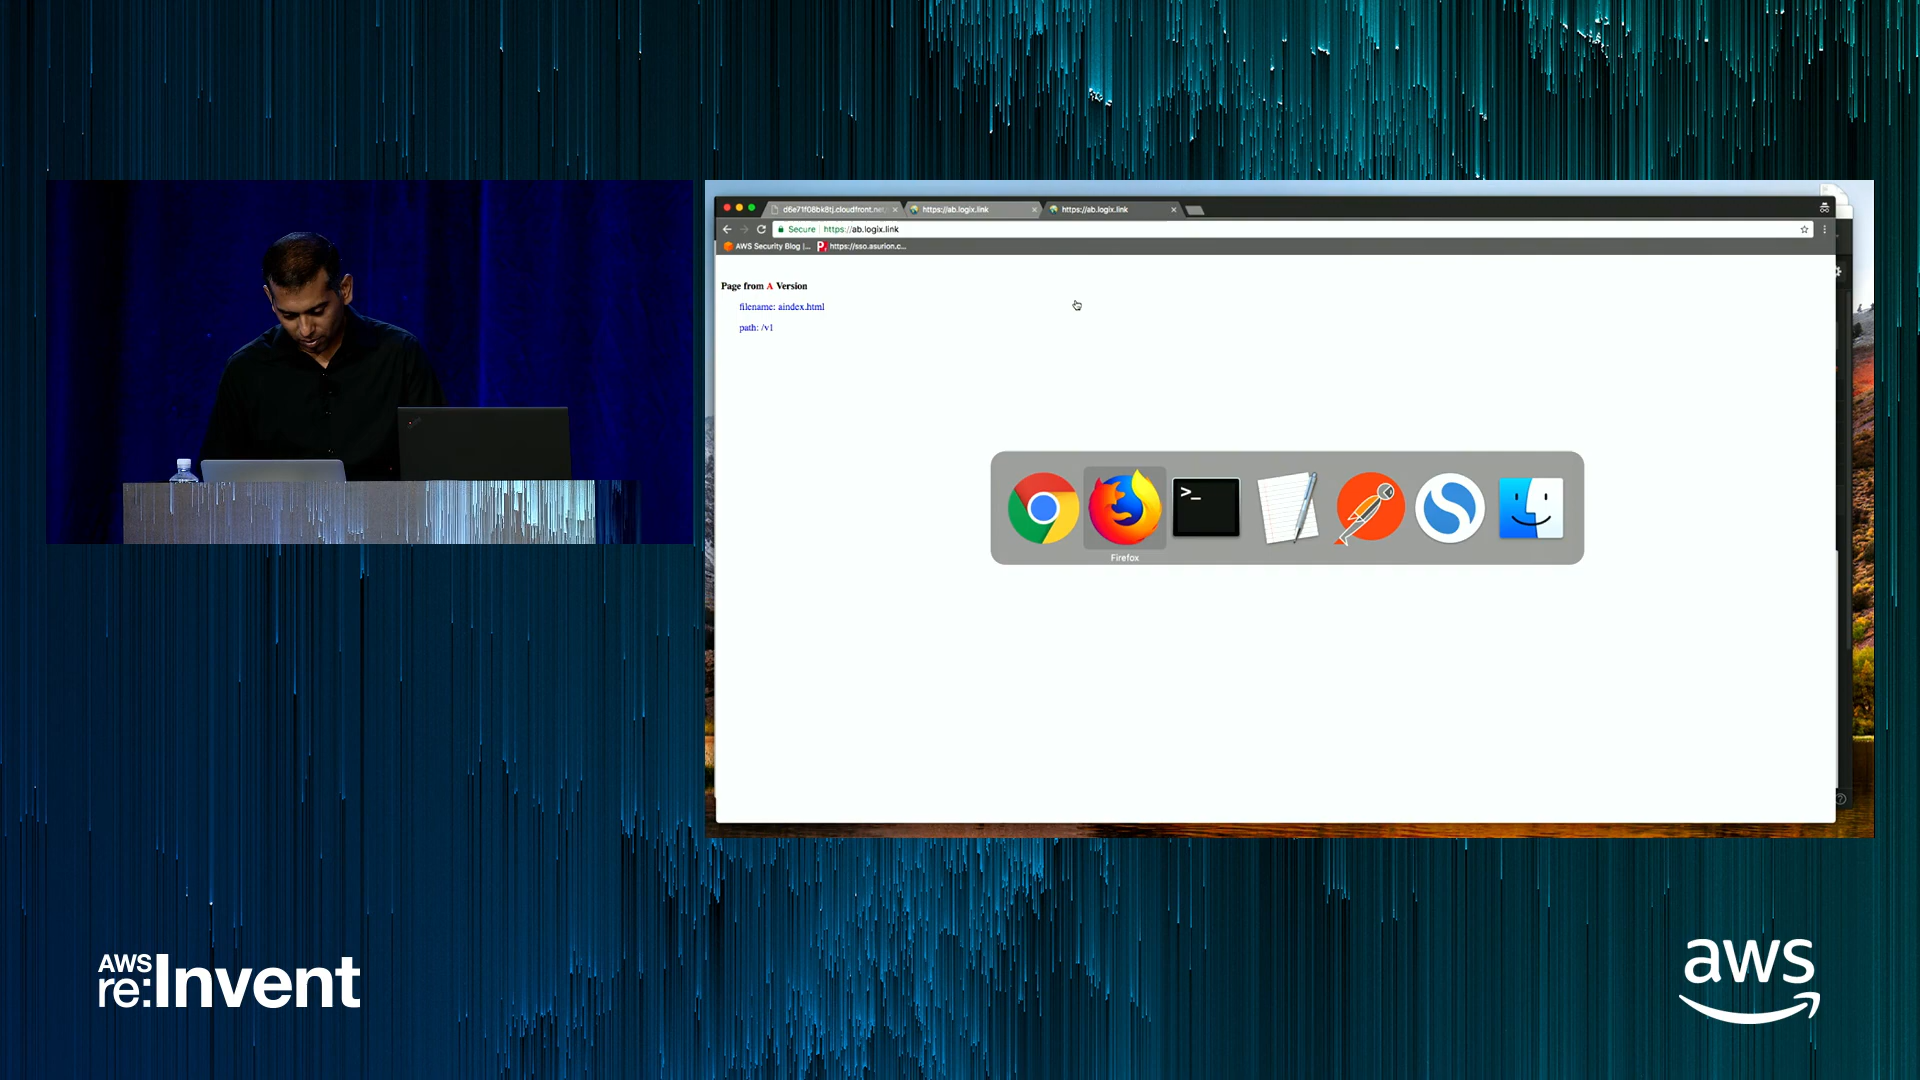 d6e71f08bk8tj.cloudfront.net
https://ab.logix.link
https://ab.logix.link
Secure
https://ab.logix.link
AWS Security Blog |...
https://sso.asurion.c...
Page from A Version
filename: aindex.html
path: /v1
>_
Firefox
AWS
re:Invent
aws